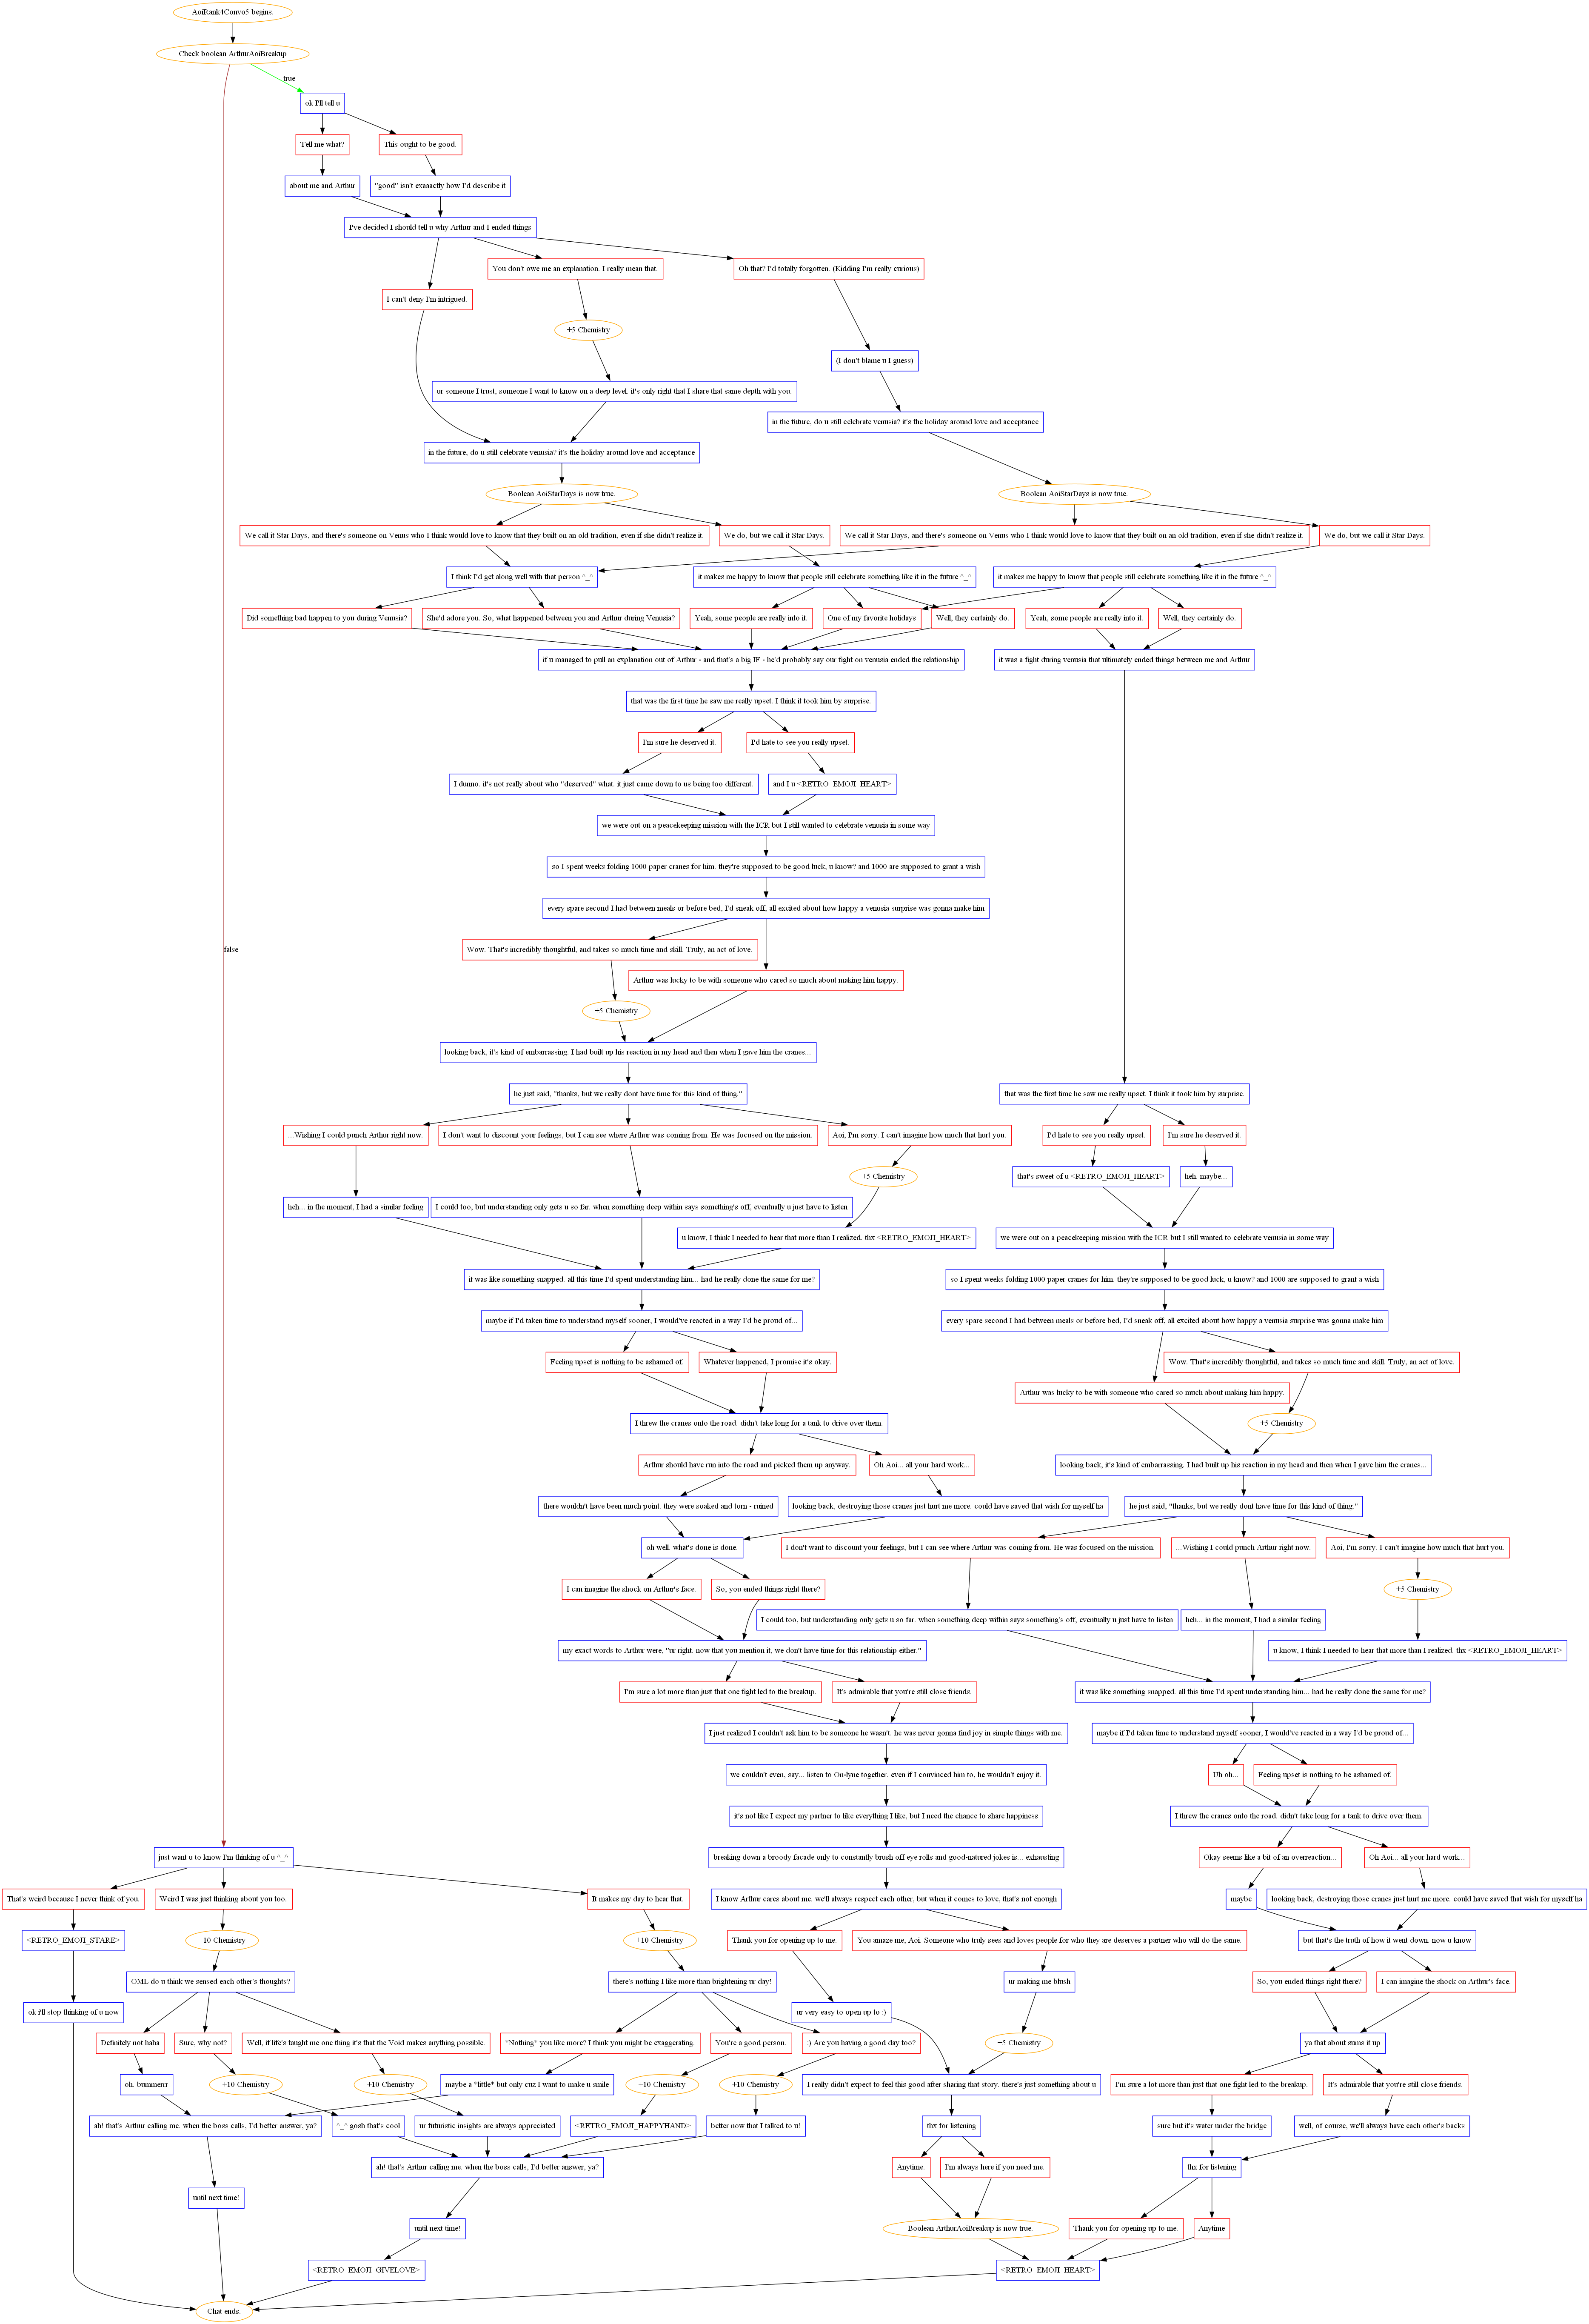 AoiRank4Convo5 begins.
Check boolean ArthurAoiBreakup
true
ok I'll tell u
Tell me what?
This ought to be good.
about me and Arthur
"good" isn't exaaactly how I'd describe it
I've decided I should tell u why Arthur and I ended things
You don't owe me an explanation. I really mean that.
Oh that? I'd totally forgotten. (Kidding I'm really curious)
I can't deny I'm intrigued.
+5 Chemistry
(I don't blame u I guess)
ur someone I trust, someone I want to know on a deep level. it's only right that I share that same depth with you.
in the future, do u still celebrate venusia? it's the holiday around love and acceptance
in the future, do u still celebrate venusia? it's the holiday around love and acceptance
Boolean AoiStarDays is now true.
Boolean AoiStarDays is now true.
We call it Star Days, and there's someone on Venus who I think would love to know that they built on an old tradition, even if she didn't realize it.
We do, but we call it Star Days.
We call it Star Days, and there's someone on Venus who I think would love to know that they built on an old tradition, even if she didn't realize it.
We do, but we call it Star Days.
I think I'd get along well with that person ^_^
it makes me happy to know that people still celebrate something like it in the future ^_^
it makes me happy to know that people still celebrate something like it in the future ^_^
Did something bad happen to you during Venusia?
She'd adore you. So, what happened between you and Arthur during Venusia?
Yeah, some people are really into it.
One of my favorite holidays
Well, they certainly do.
Yeah, some people are really into it.
Well, they certainly do.
if u managed to pull an explanation out of Arthur - and that's a big IF - he'd probably say our fight on venusia ended the relationship
it was a fight during venusia that ultimately ended things between me and Arthur
that was the first time he saw me really upset. I think it took him by surprise.
I'm sure he deserved it.
I'd hate to see you really upset.
I dunno. it's not really about who "deserved" what. it just came down to us being too different.
and I u <RETRO_EMOJI_HEART>
we were out on a peacekeeping mission with the ICR but I still wanted to celebrate venusia in some way
so I spent weeks folding 1000 paper cranes for him. they're supposed to be good luck, u know? and 1000 are supposed to grant a wish
every spare second I had between meals or before bed, I'd sneak off, all excited about how happy a venusia surprise was gonna make him
false
Wow. That's incredibly thoughtful, and takes so much time and skill. Truly, an act of love.
Arthur was lucky to be with someone who cared so much about making him happy.
+5 Chemistry
looking back, it's kind of embarrassing. I had built up his reaction in my head and then when I gave him the cranes...
he just said, "thanks, but we really dont have time for this kind of thing."
that was the first time he saw me really upset. I think it took him by surprise.
...Wishing I could punch Arthur right now.
I don't want to discount your feelings, but I can see where Arthur was coming from. He was focused on the mission.
Aoi, I'm sorry. I can't imagine how much that hurt you.
I'd hate to see you really upset.
I'm sure he deserved it.
+5 Chemistry
that's sweet of u <RETRO_EMOJI_HEART>
heh. maybe...
heh... in the moment, I had a similar feeling
I could too, but understanding only gets u so far. when something deep within says something's off, eventually u just have to listen
u know, I think I needed to hear that more than I realized. thx <RETRO_EMOJI_HEART>
we were out on a peacekeeping mission with the ICR but I still wanted to celebrate venusia in some way
it was like something snapped. all this time I'd spent understanding him... had he really done the same for me?
so I spent weeks folding 1000 paper cranes for him. they're supposed to be good luck, u know? and 1000 are supposed to grant a wish
maybe if I'd taken time to understand myself sooner, I would've reacted in a way I'd be proud of...
every spare second I had between meals or before bed, I'd sneak off, all excited about how happy a venusia surprise was gonna make him
Feeling upset is nothing to be ashamed of.
Whatever happened, I promise it's okay.
Wow. That's incredibly thoughtful, and takes so much time and skill. Truly, an act of love.
Arthur was lucky to be with someone who cared so much about making him happy.
I threw the cranes onto the road. didn't take long for a tank to drive over them.
+5 Chemistry
Arthur should have run into the road and picked them up anyway.
Oh Aoi... all your hard work...
looking back, it's kind of embarrassing. I had built up his reaction in my head and then when I gave him the cranes...
there wouldn't have been much point. they were soaked and torn - ruined
looking back, destroying those cranes just hurt me more. could have saved that wish for myself ha
he just said, "thanks, but we really dont have time for this kind of thing."
oh well. what's done is done.
I don't want to discount your feelings, but I can see where Arthur was coming from. He was focused on the mission.
...Wishing I could punch Arthur right now.
Aoi, I'm sorry. I can't imagine how much that hurt you.
I can imagine the shock on Arthur's face.
So, you ended things right there?
+5 Chemistry
I could too, but understanding only gets u so far. when something deep within says something's off, eventually u just have to listen
heh... in the moment, I had a similar feeling
my exact words to Arthur were, "ur right. now that you mention it, we don't have time for this relationship either."
u know, I think I needed to hear that more than I realized. thx <RETRO_EMOJI_HEART>
I'm sure a lot more than just that one fight led to the breakup.
It's admirable that you're still close friends.
it was like something snapped. all this time I'd spent understanding him... had he really done the same for me?
I just realized I couldn't ask him to be someone he wasn't. he was never gonna find joy in simple things with me.
maybe if I'd taken time to understand myself sooner, I would've reacted in a way I'd be proud of...
we couldn't even, say... listen to On-lyne together. even if I convinced him to, he wouldn't enjoy it.
Uh oh...
Feeling upset is nothing to be ashamed of.
it's not like I expect my partner to like everything I like, but I need the chance to share happiness
I threw the cranes onto the road. didn't take long for a tank to drive over them.
just want u to know I'm thinking of u ^_^
breaking down a broody facade only to constantly brush off eye rolls and good-natured jokes is... exhausting
Okay seems like a bit of an overreaction...
Oh Aoi... all your hard work...
That's weird because I never think of you.
Weird I was just thinking about you too.
It makes my day to hear that.
I know Arthur cares about me. we'll always respect each other, but when it comes to love, that's not enough
maybe
looking back, destroying those cranes just hurt me more. could have saved that wish for myself ha
<RETRO_EMOJI_STARE>
+10 Chemistry
+10 Chemistry
Thank you for opening up to me.
You amaze me, Aoi. Someone who truly sees and loves people for who they are deserves a partner who will do the same.
but that's the truth of how it went down. now u know
OML do u think we sensed each other's thoughts?
there's nothing I like more than brightening ur day!
ur making me blush
So, you ended things right there?
I can imagine the shock on Arthur's face.
ok i'll stop thinking of u now
ur very easy to open up to :)
Definitely not haha
Sure, why not?
Well, if life's taught me one thing it's that the Void makes anything possible.
*Nothing* you like more? I think you might be exaggerating.
You're a good person.
:) Are you having a good day too?
+5 Chemistry
ya that about sums it up
oh. bummerrrr
+10 Chemistry
+10 Chemistry
maybe a *little* but only cuz I want to make u smile
+10 Chemistry
+10 Chemistry
I really didn't expect to feel this good after sharing that story. there's just something about u
I'm sure a lot more than just that one fight led to the breakup.
It's admirable that you're still close friends.
ah! that's Arthur calling me. when the boss calls, I'd better answer, ya?
^_^ gosh that's cool
ur futuristic insights are always appreciated
<RETRO_EMOJI_HAPPYHAND>
better now that I talked to u!
thx for listening
sure but it's water under the bridge
well, of course, we'll always have each other's backs
ah! that's Arthur calling me. when the boss calls, I'd better answer, ya?
Anytime.
I'm always here if you need me.
thx for listening
until next time!
until next time!
Boolean ArthurAoiBreakup is now true.
Thank you for opening up to me.
Anytime
<RETRO_EMOJI_GIVELOVE>
<RETRO_EMOJI_HEART>
Chat ends.